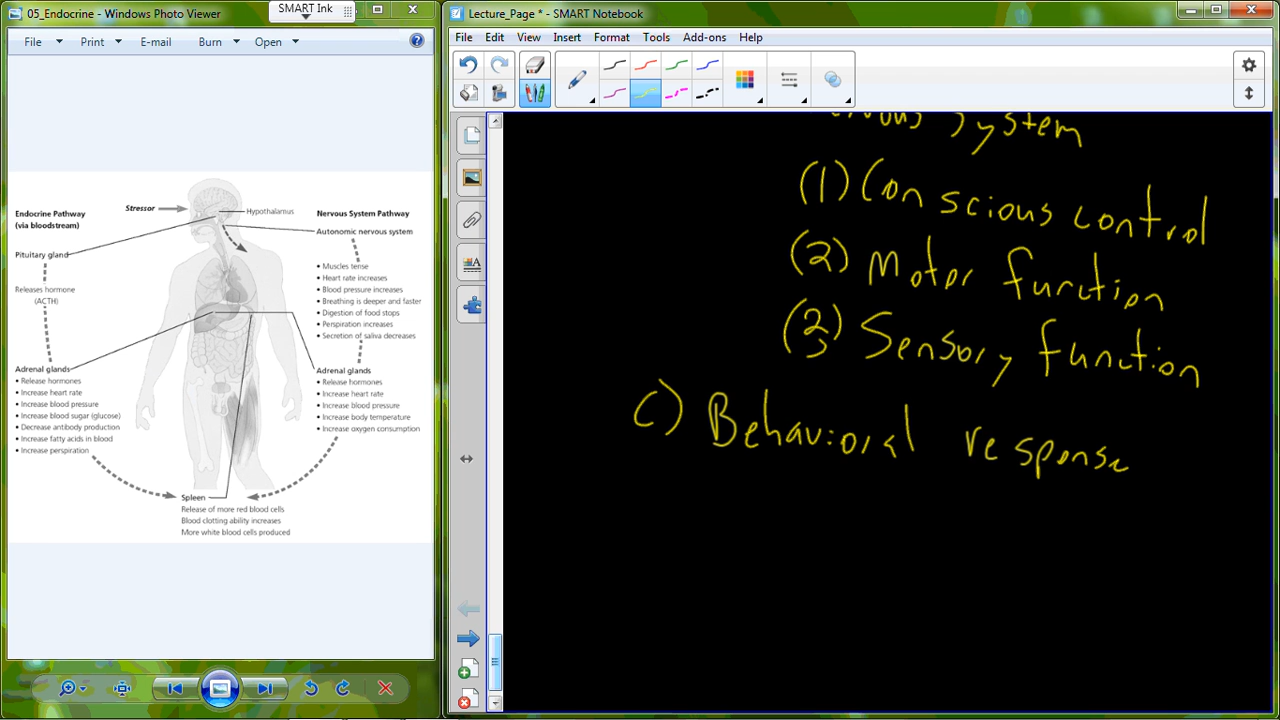 05_Endocrine - Windows Photo Viewer
SMART Ink
File Print E-mail Burn Open
Stressor
Hypothalamus
Endocrine Pathway
(via bloodstream)
Nervous System Pathway
Autonomic nervous system
Pituitary gland
Releases hormone
(ACTH)
• Muscles tense
• Heart rate increases
• Blood pressure increases
• Breathing is deeper and faster
• Digestion of food stops
• Perspiration increases
• Secretion of saliva decreases
Adrenal glands
• Release hormones
• Increase heart rate
• Increase blood pressure
• Increase blood sugar (glucose)
• Decrease antibody production
• Increase fatty acids in blood
• Increase perspiration
Adrenal glands
• Release hormones
• Increase heart rate
• Increase blood pressure
• Increase body temperature
• Increase oxygen consumption
Spleen
Release of more red blood cells
Blood clotting ability increases
More white blood cells produced
Lecture_Page * - SMART Notebook
File Edit View Insert Format Tools Add-ons Help
system
(1) Conscious control
(2) Motor function
(3) Sensory function
C) Behavioral response